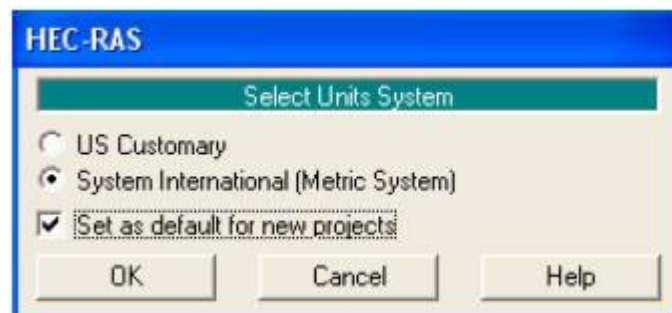 HEC-RAS
Select Units System
US Customary
System International (Metric System)
Set as default for new projects
OK Cancel Help